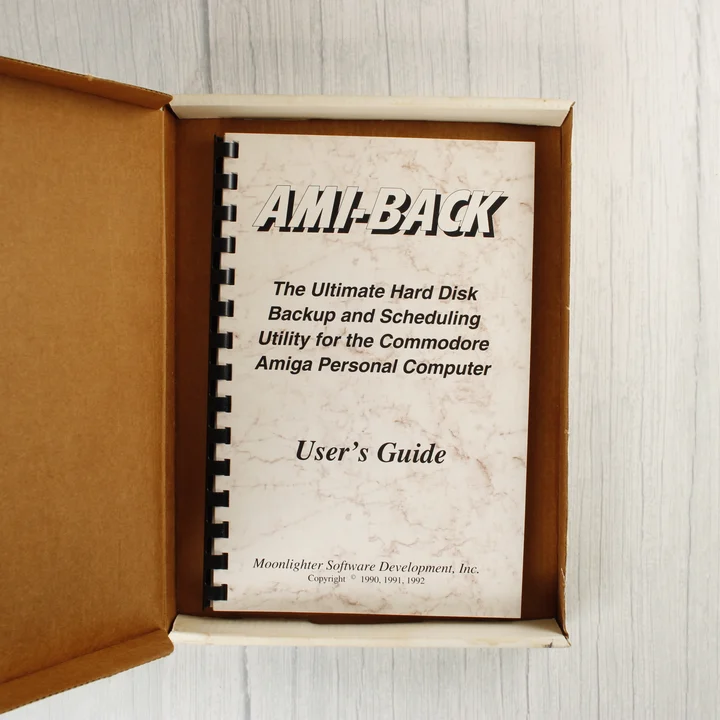 AMI-BACK
The Ultimate Hard Disk
Backup and Scheduling
Utility for the Commodore
Amiga Personal Computer
User's Guide
Moonlighter Software Development, Inc.
Copyright © 1990, 1991, 1992